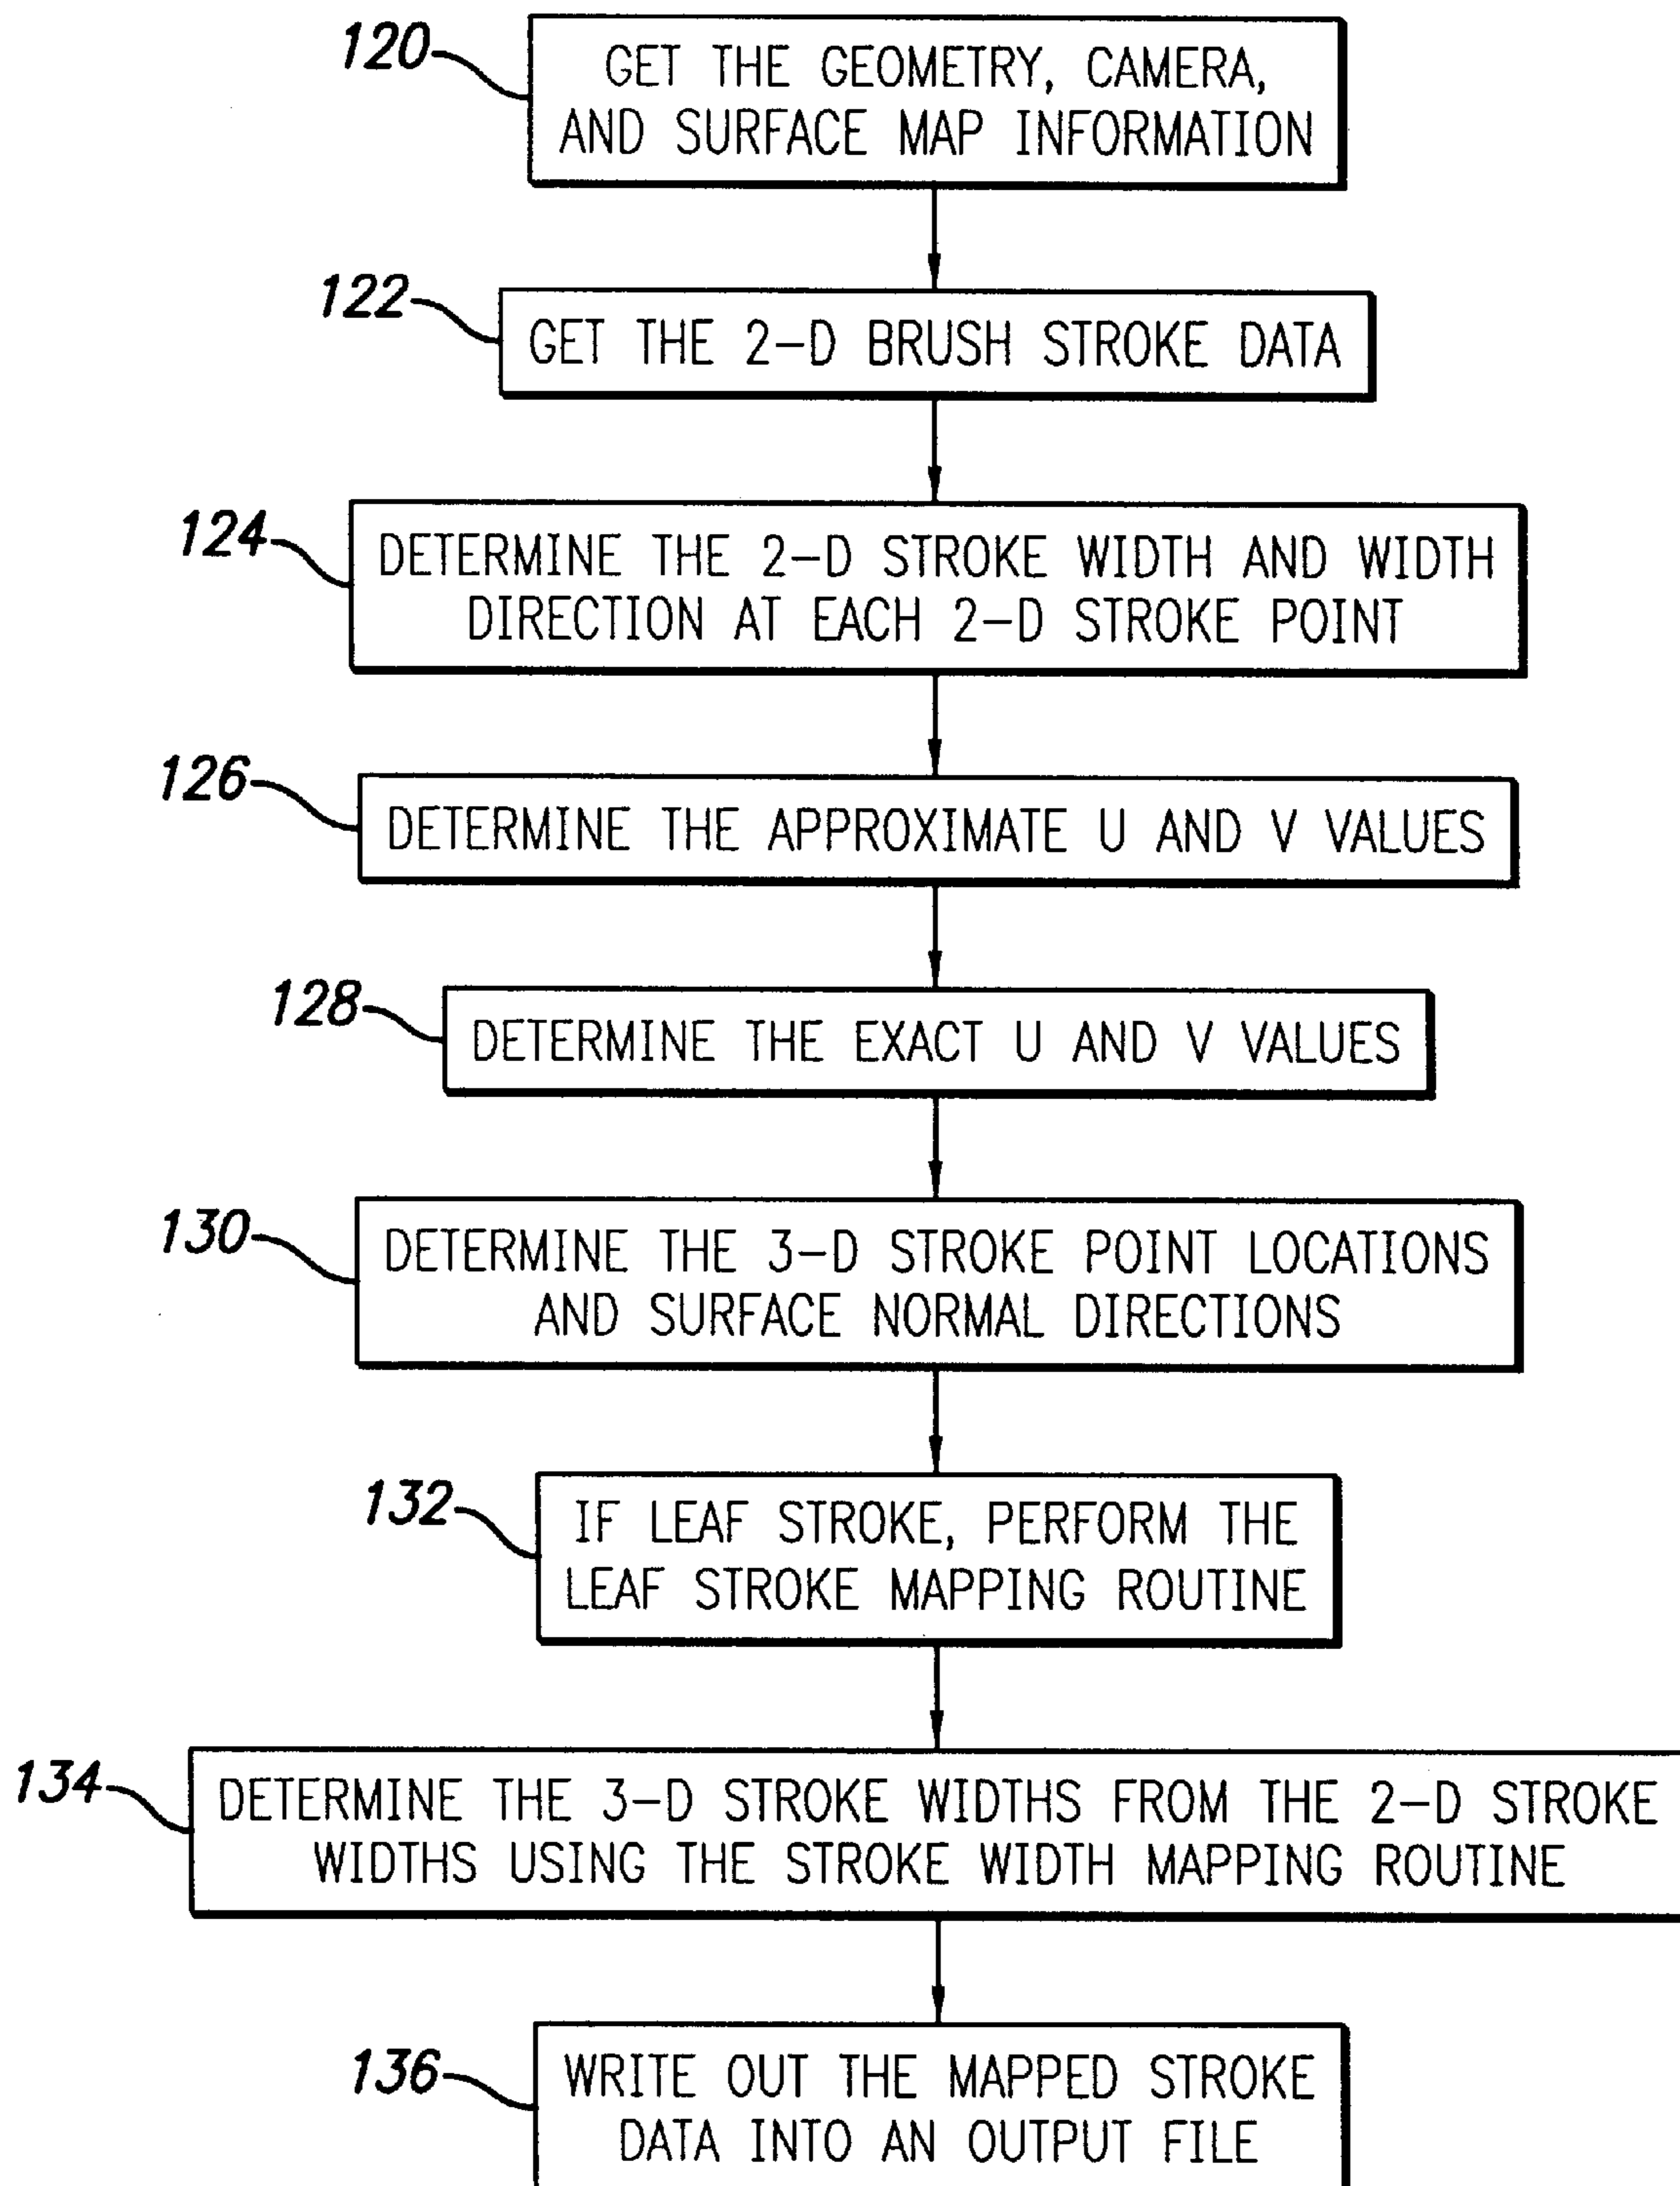 120
GET THE GEOMETRY, CAMERA,
AND SURFACE MAP INFORMATION
122
GET THE 2-D BRUSH STROKE DATA
124
DETERMINE THE 2-D STROKE WIDTH AND WIDTH
DIRECTION AT EACH 2-D STROKE POINT
126
DETERMINE THE APPROXIMATE U AND V VALUES
128
DETERMINE THE EXACT U AND V VALUES
130
DETERMINE THE 3-D STROKE POINT LOCATIONS
AND SURFACE NORMAL DIRECTIONS
132
IF LEAF STROKE, PERFORM THE
LEAF STROKE MAPPING ROUTINE
134
DETERMINE THE 3-D STROKE WIDTHS FROM THE 2-D STROKE
WIDTHS USING THE STROKE WIDTH MAPPING ROUTINE
136
WRITE OUT THE MAPPED STROKE
DATA INTO AN OUTPUT FILE